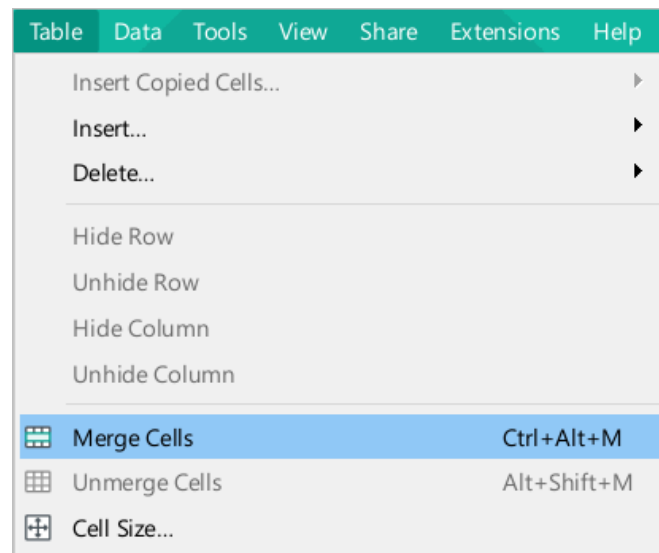 Table Data Tools View Share Extensions Help
Insert Copied Cells...
Insert...
Delete...
Hide Row
Unhide Row
Hide Column
Unhide Column
Merge Cells Ctrl+Alt+M
Unmerge Cells Alt+Shift+M
Cell Size...